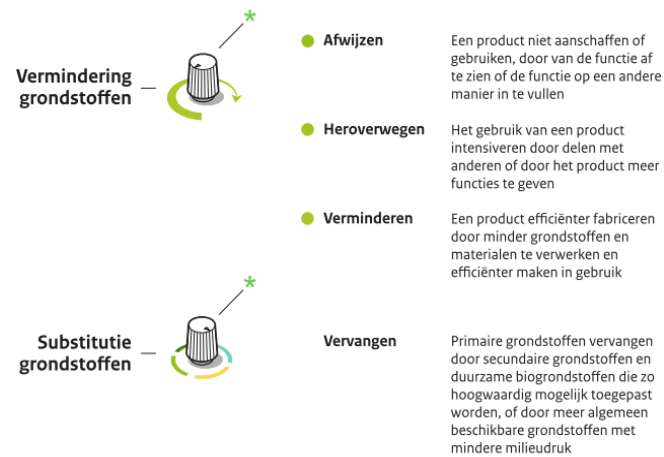 Vermindering
grondstoffen
*
Afwijzen
Een product niet aanschaffen of
gebruiken, door van de functie af
te zien of de functie op een andere
manier in te vullen
Heroverwegen
Het gebruik van een product
intensiveren door delen met
anderen of door het product meer
functies te geven
Verminderen
Een product efficiënter fabriceren
door minder grondstoffen en
materialen te verwerken en
efficiënter maken in gebruik
Substitutie
grondstoffen
*
Vervangen
Primaire grondstoffen vervangen
door secundaire grondstoffen en
duurzame biogrondstoffen die zo
hoogwaardig mogelijk toegepast
worden, of door meer algemeen
beschikbare grondstoffen met
mindere milieudruk